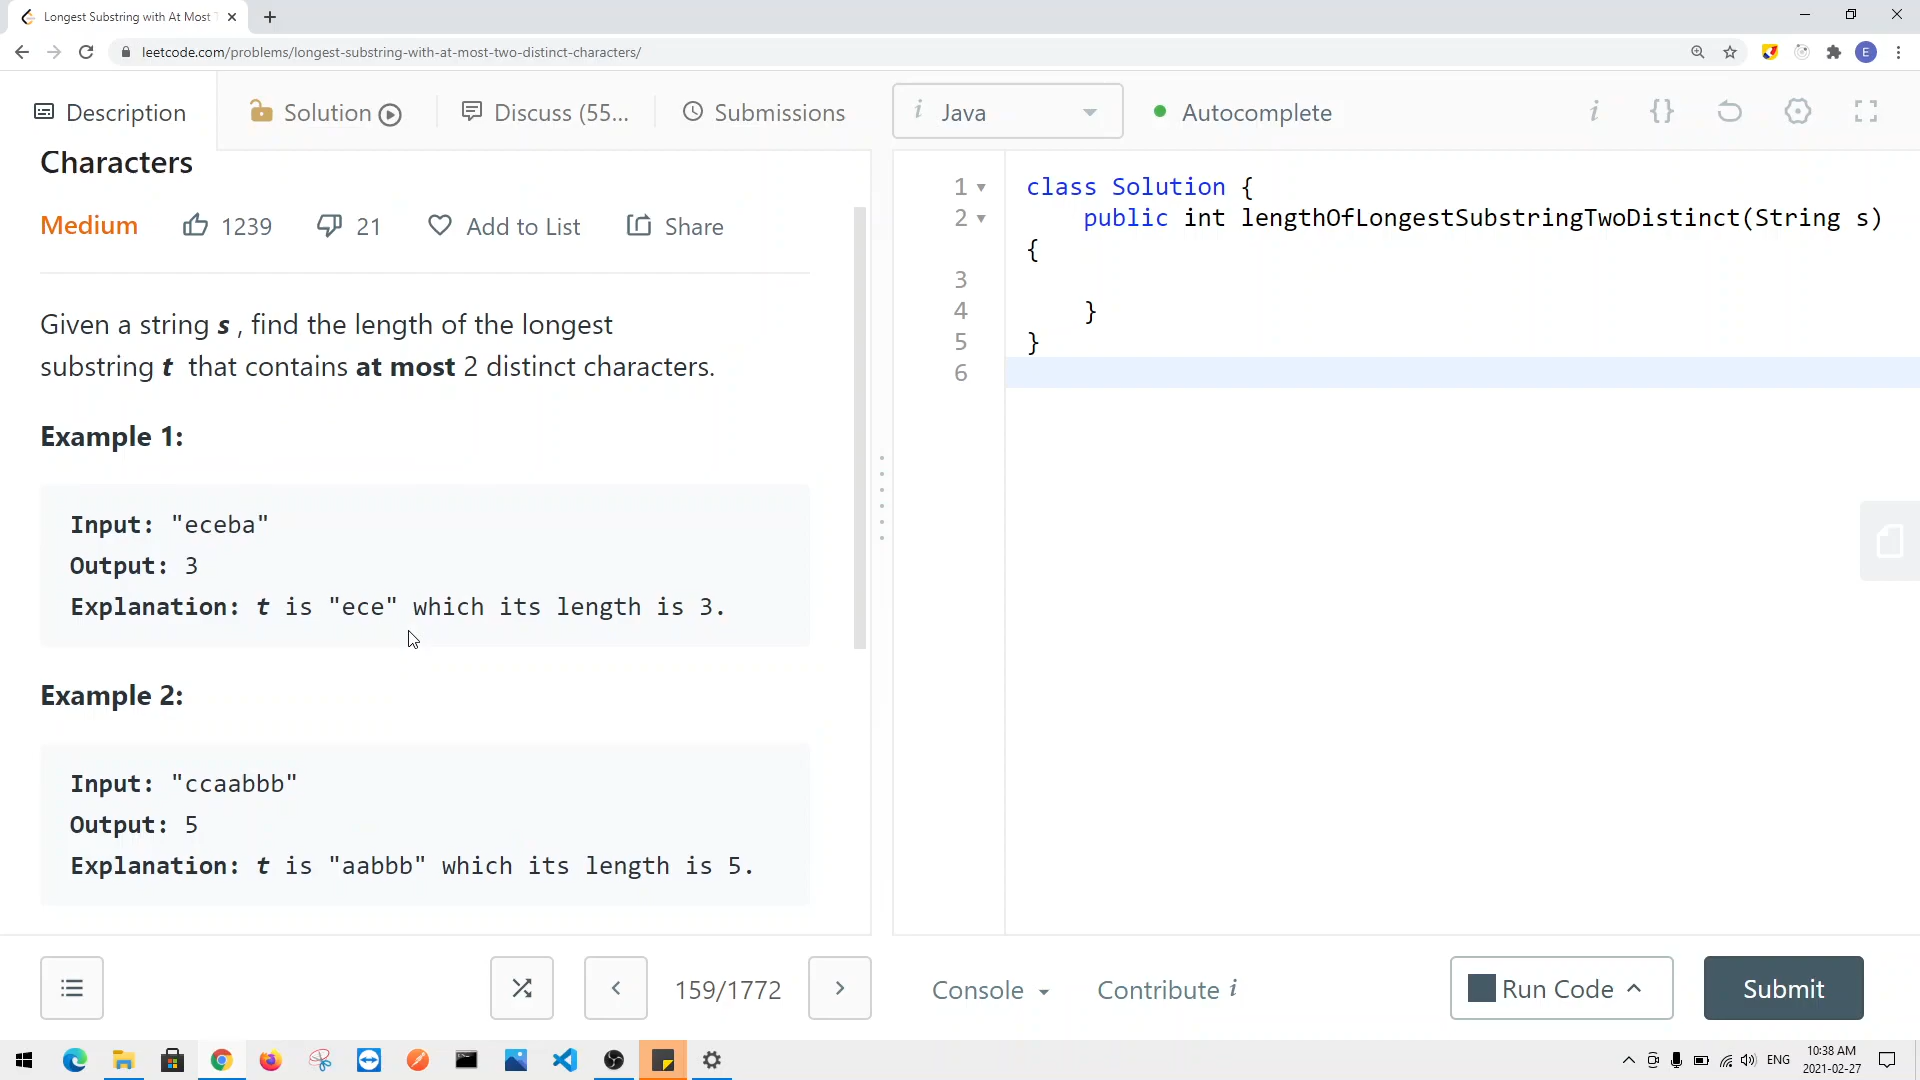 Longest Substring with At Most T
leetcode.com/problems/longest-substring-with-at-most-two-distinct-characters/
E
Description
Solution
Discuss (55...
Submissions
i Java
Autocomplete
i {}
Characters
Medium
1239
21
Add to List
Share
Given a string s , find the length of the longest
substring t that contains at most 2 distinct characters.
Example 1:
Input: "eceba"
Output: 3
Explanation: t is "ece" which its length is 3.
Example 2:
Input: "ccaabbb"
Output: 5
Explanation: t is "aabbb" which its length is 5.
1 class Solution {
2 public int lengthOfLongestSubstringTwoDistinct(String s)
{
3
4 }
5 }
6
159/1772
Console
Contribute i
Run Code
Submit
ENG
10:38 AM
2021-02-27